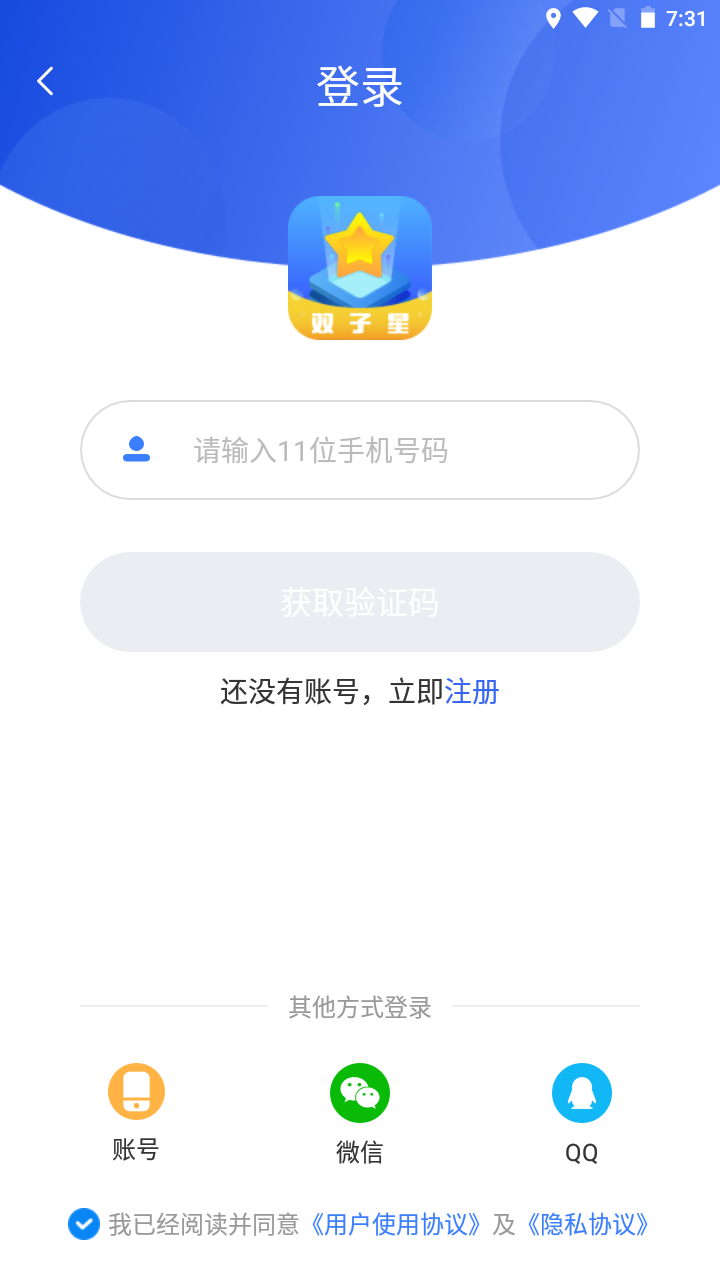 7:31
登录
双子星
请输入11位手机号码
获取验证码
还没有账号，立即注册
其他方式登录
账号
微信
QQ
我已经阅读并同意《用户使用协议》及《隐私协议》